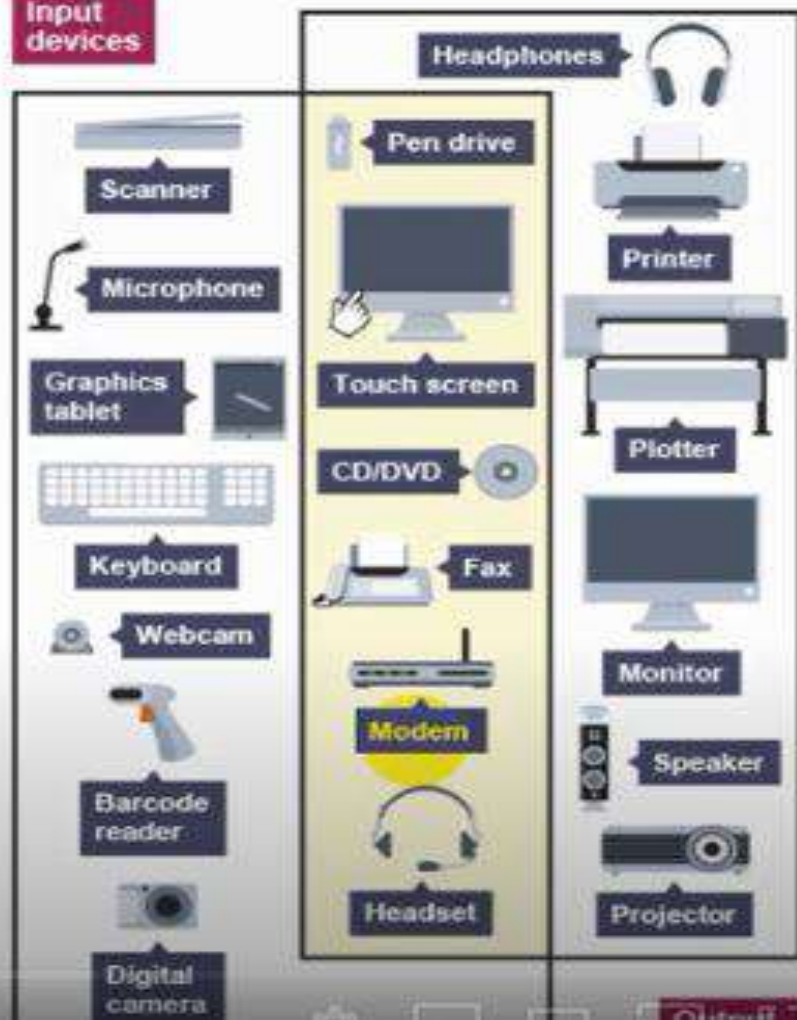 Input
devices
Headphones
Pen drive
Scanner
Printer
Microphone
Touch screen
Graphics
tablet
Plotter
CD/DVD
Keyboard
Fax
Webcam
Monitor
Modem
Speaker
Barcode
reader
Headset
Projector
Digital
camera